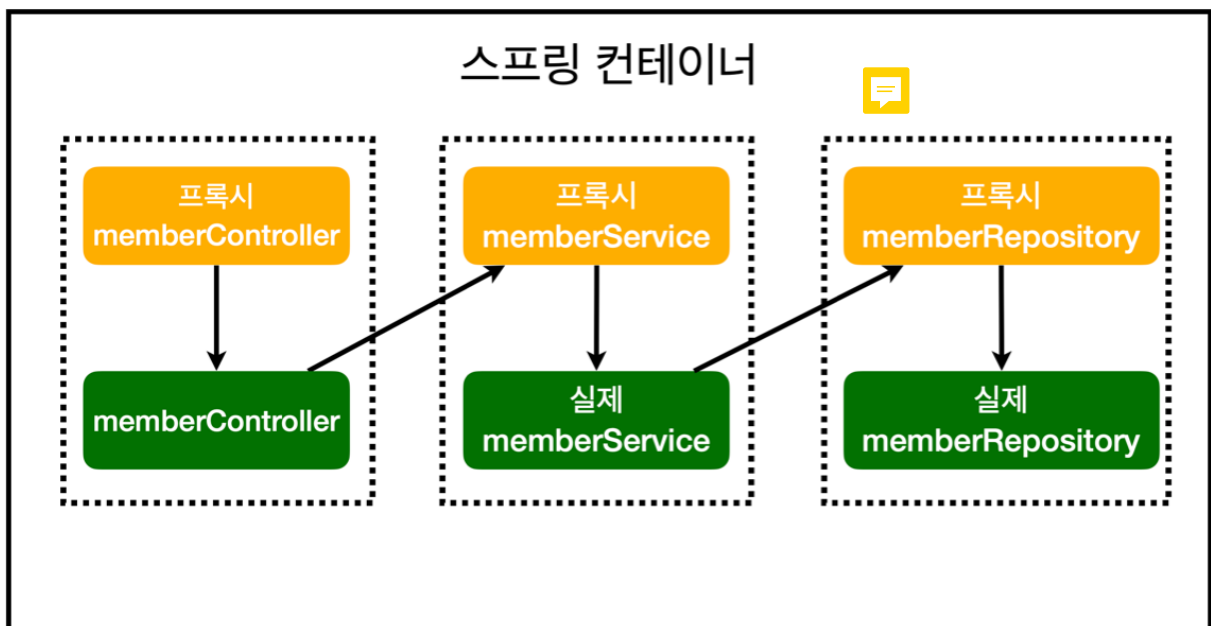 스프링 컨테이너
프록시
memberController
프록시
memberService
프록시
memberRepository
memberController
실제
memberService
실제
memberRepository